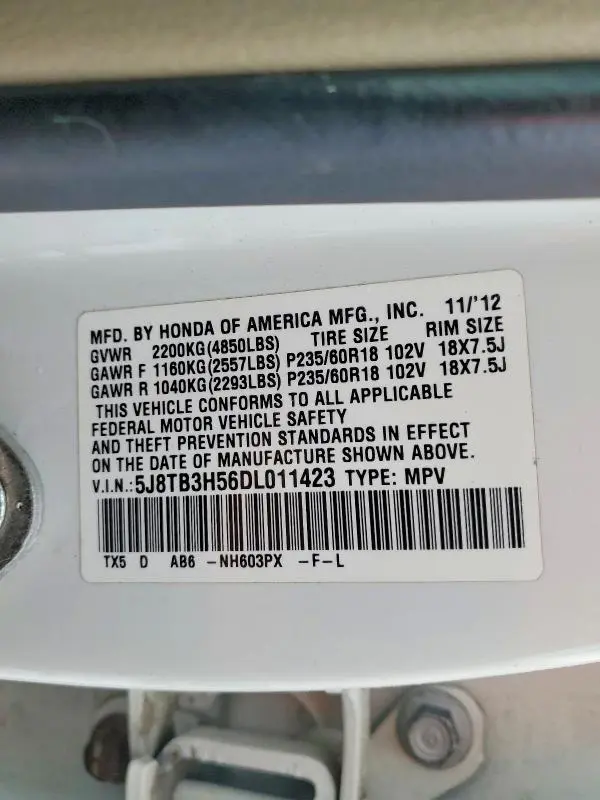 MFD. BY HONDA OF AMERICA MFG., INC. 11/'12
GVWR 2200KG(4850LBS) TIRE SIZE RIM SIZE
GAWR F 1160KG(2557LBS) P235/60R18 102V 18X7.5J
GAWR R 1040KG(2293LBS) P235/60R18 102V 18X7.5J
THIS VEHICLE CONFORMS TO ALL APPLICABLE
FEDERAL MOTOR VEHICLE SAFETY
AND THEFT PREVENTION STANDARDS IN EFFECT
ON THE DATE OF MANUFACTURE SHOWN ABOVE.
V.I.N.:5J8TB3H56DL011423 TYPE: MPV
TX5 D AB6 -NH603PX -F-L